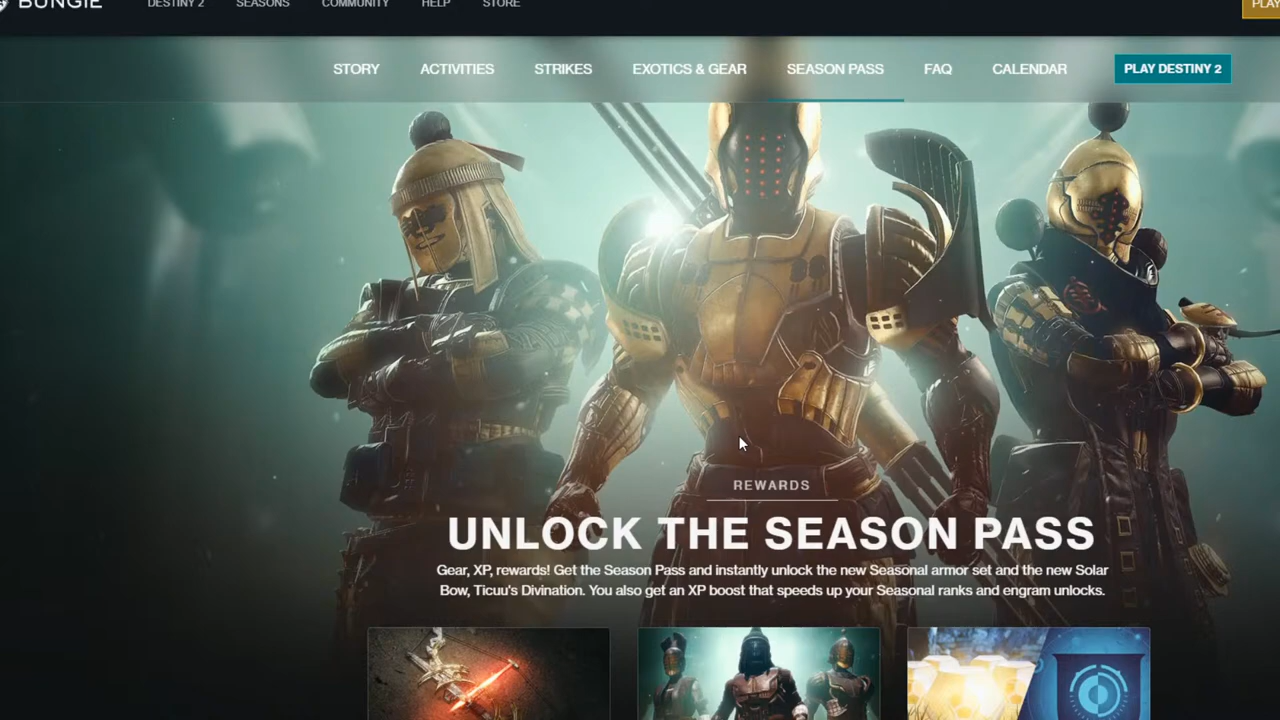 BUNGIE
DESTINY 2 SEASONS COMMUNITY HELP STORE
PLAY
STORY ACTIVITIES STRIKES EXOTICS & GEAR SEASON PASS FAQ CALENDAR PLAY DESTINY 2
REWARDS
UNLOCK THE SEASON PASS
Gear, XP, rewards! Get the Season Pass and instantly unlock the new Seasonal armor set and the new Solar
Bow, Ticuu's Divination. You also get an XP boost that speeds up your Seasonal ranks and engram unlocks.